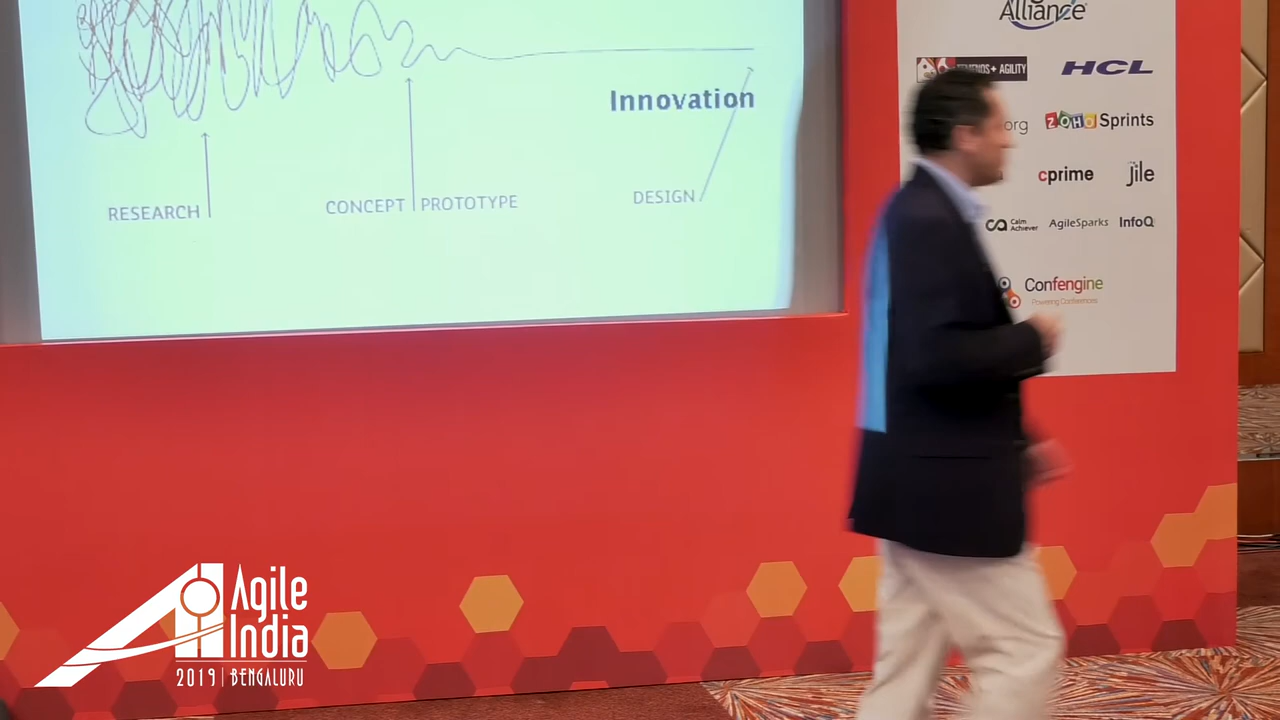 Innovation
RESEARCH
CONCEPT
PROTOTYPE
DESIGN
Alliance
+ AGILITY
HCL
org
ZOHO Sprints
cprime
Jile
ca Calm Achiever
AgileSparks
InfoQ
Confengine
Powering Conferences
Agile
India
2019 | BENGALURU